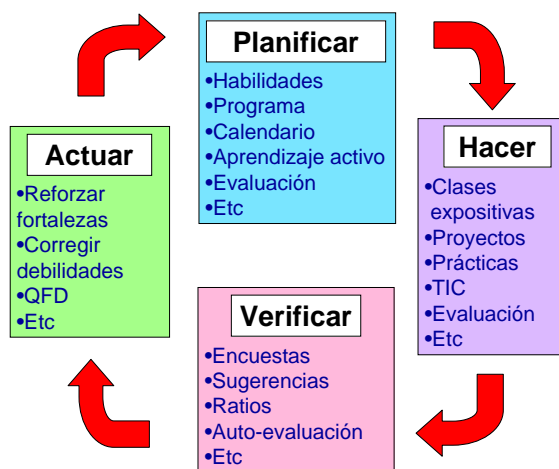 Planificar
•Habilidades
•Programa
•Calendario
•Aprendizaje activo
•Evaluación
•Etc
Hacer
•Clases
expositivas
•Proyectos
•Prácticas
•TIC
•Evaluación
•Etc
Verificar
•Encuestas
•Sugerencias
•Ratios
•Auto-evaluación
•Etc
Actuar
•Reforzar
fortalezas
•Corregir
debilidades
•QFD
•Etc